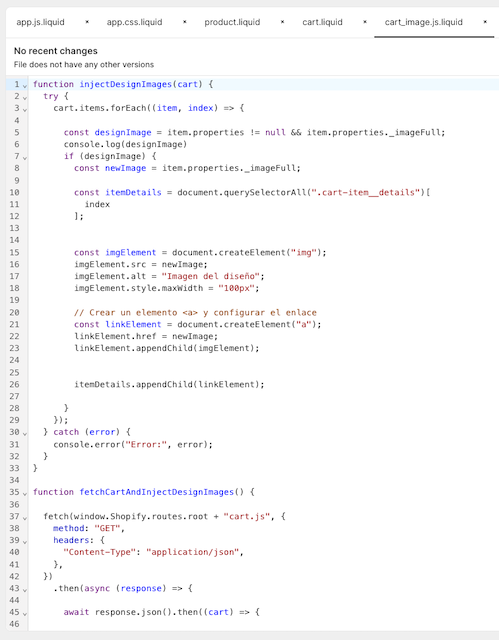 app.js.liquid × app.css.liquid × product.liquid × cart.liquid × cart_image.js.liquid ×
No recent changes
File does not have any other versions
1 function injectDesignImages(cart) {
2 try {
3 cart.items.forEach((item, index) => {
4
5 const designImage = item.properties != null && item.properties._imageFull;
6 console.log(designImage)
7 if (designImage) {
8 const newImage = item.properties._imageFull;
9
10 const itemDetails = document.querySelectorAll(".cart-item__details")[
11 index
12 ];
13
14
15 const imgElement = document.createElement("img");
16 imgElement.src = newImage;
17 imgElement.alt = "Imagen del diseño";
18 imgElement.style.maxWidth = "100px";
19
20 // Crear un elemento <a> y configurar el enlace
21 const linkElement = document.createElement("a");
22 linkElement.href = newImage;
23 linkElement.appendChild(imgElement);
24
25
26 itemDetails.appendChild(linkElement);
27
28 }
29 });
30 } catch (error) {
31 console.error("Error:", error);
32 }
33 }
34
35 function fetchCartAndInjectDesignImages() {
36
37 fetch(window.Shopify.routes.root + "cart.js", {
38 method: "GET",
39 headers: {
40 "Content-Type": "application/json",
41 },
42 })
43 .then(async (response) => {
44
45 await response.json().then((cart) => {
46